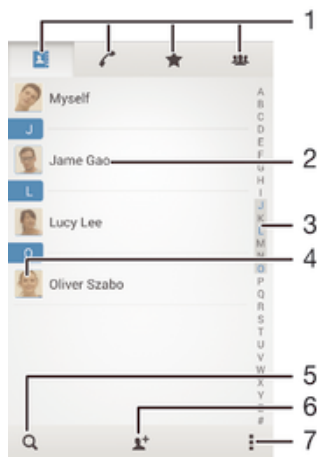 1
Myself
J
Jame Gao
2
L
Lucy Lee
3
O
4
Oliver Szabo
A
B
C
D
E
F
G
H
I
J
K
L
M
N
O
P
Q
R
S
T
U
V
W
X
Y
#
5
6
7